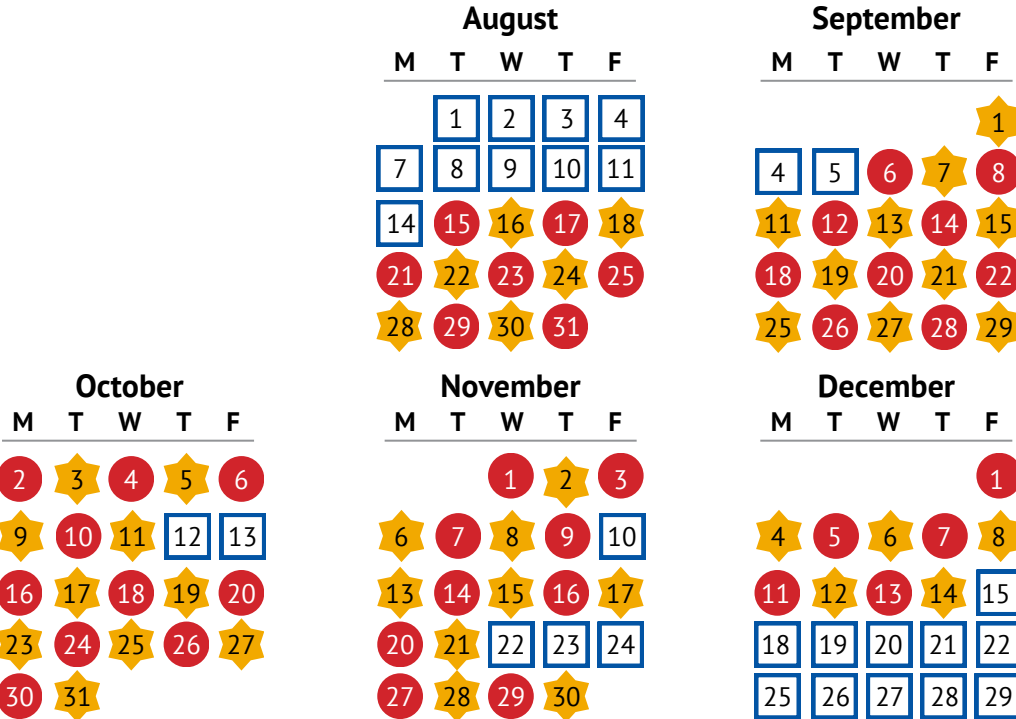 August
M T W T F
1 2 3 4
7 8 9 10 11
14 15 16 17 18
21 22 23 24 25
28 29 30 31
September
M T W T F
1
4 5 6 7 8
11 12 13 14 15
18 19 20 21 22
25 26 27 28 29
October
M T W T F
2 3 4 5 6
9 10 11 12 13
16 17 18 19 20
23 24 25 26 27
30 31
November
M T W T F
1 2 3
6 7 8 9 10
13 14 15 16 17
20 21 22 23 24
27 28 29 30
December
M T W T F
1
4 5 6 7 8
11 12 13 14 15
18 19 20 21 22
25 26 27 28 29